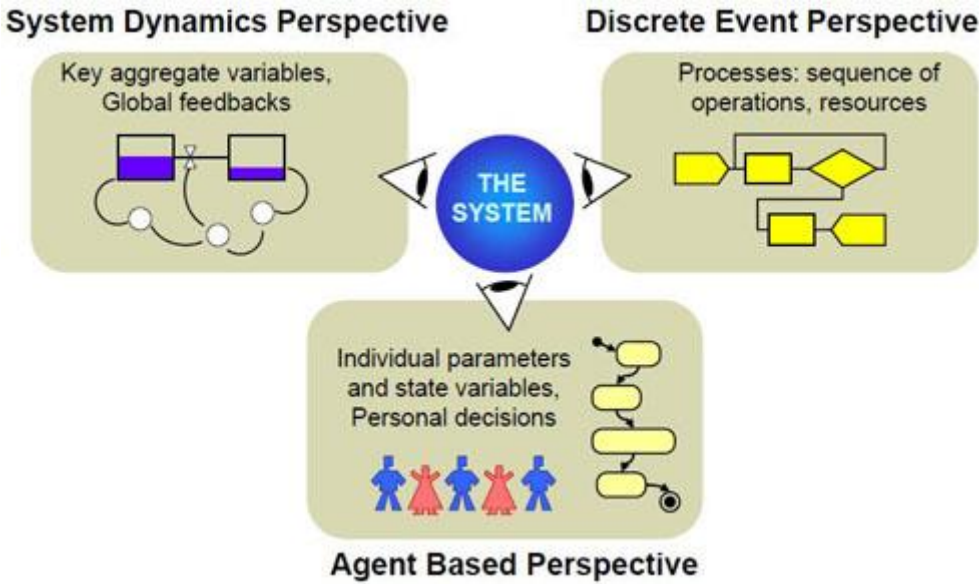 System Dynamics Perspective
Key aggregate variables,
Global feedbacks
Discrete Event Perspective
Processes: sequence of
operations, resources
THE
SYSTEM
Individual parameters
and state variables,
Personal decisions
Agent Based Perspective